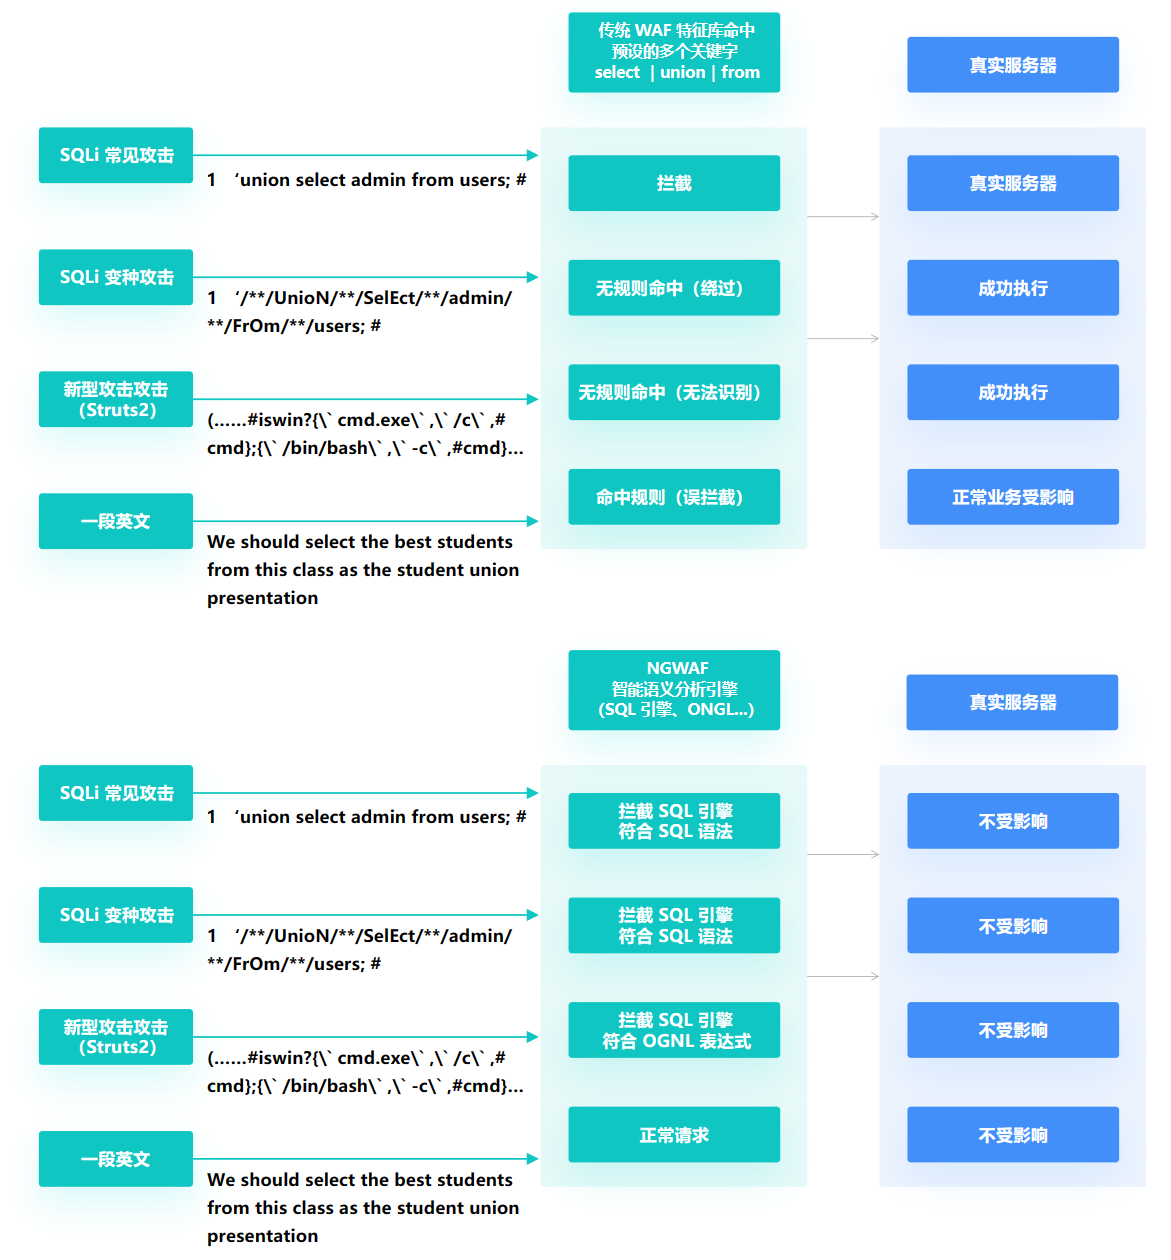 传统 WAF 特征库命中
预设的多个关键字
select | union | from
真实服务器
SQLi 常见攻击
1 ‘union select admin from users; #
拦截
真实服务器
SQLi 变种攻击
1 ‘/**/UnioN/**/SelEct/**/admin/
**/FrOm/**/users; #
无规则命中（绕过）
成功执行
新型攻击攻击
（Struts2）
(......#iswin?{\`cmd.exe\`,\`/c\`,#
cmd};{\`/bin/bash\`,\`-c\`,#cmd}...
无规则命中（无法识别）
成功执行
一段英文
We should select the best students
from this class as the student union
presentation
命中规则（误拦截）
正常业务受影响
NGWAF
智能语义分析引擎
（SQL 引擎、ONGL...）
真实服务器
SQLi 常见攻击
1 ‘union select admin from users; #
拦截 SQL 引擎
符合 SQL 语法
不受影响
SQLi 变种攻击
1 ‘/**/UnioN/**/SelEct/**/admin/
**/FrOm/**/users; #
拦截 SQL 引擎
符合 SQL 语法
不受影响
新型攻击攻击
（Struts2）
(......#iswin?{\`cmd.exe\`,\`/c\`,#
cmd};{\`/bin/bash\`,\`-c\`,#cmd}...
拦截 SQL 引擎
符合 OGNL 表达式
不受影响
一段英文
We should select the best students
from this class as the student union
presentation
正常请求
不受影响